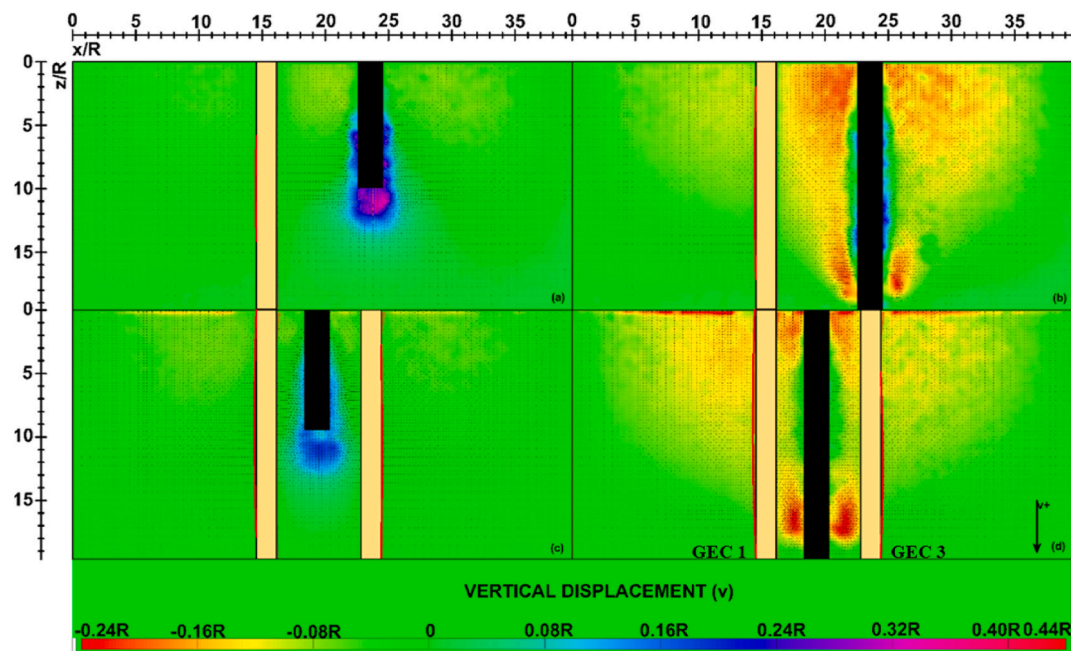 0 5 10 15 20 25 30 35 0 5 10 15 20 25 30 35
x/R
z/R
0
5
10
15
(a)
(b)
0
5
10
15
v+
GEC 1
GEC 3
(c)
(d)
VERTICAL DISPLACEMENT (v)
-0.24R -0.16R -0.08R 0 0.08R 0.16R 0.24R 0.32R 0.40R 0.44R